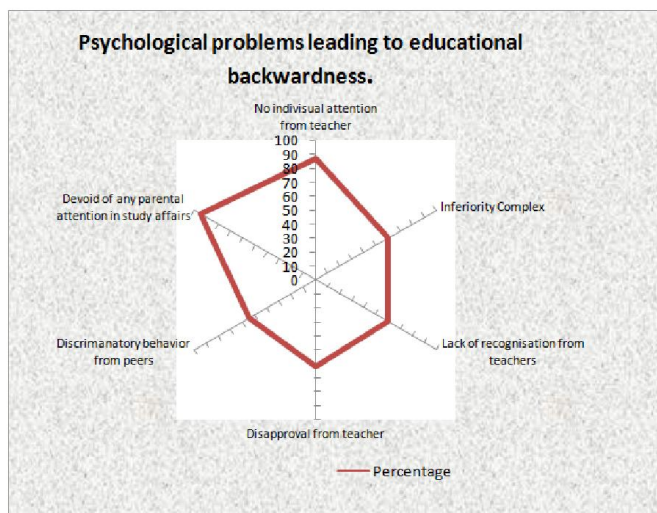 Psychological problems leading to educational
backwardness.
No indivisual attention
from teacher
100
90
80
70
60
50
40
30
20
10
0
Devoid of any parental
attention in study affairs
Inferiority Complex
Discrimanatory behavior
from peers
Lack of recognisation from
teachers
Disapproval from teacher
Percentage